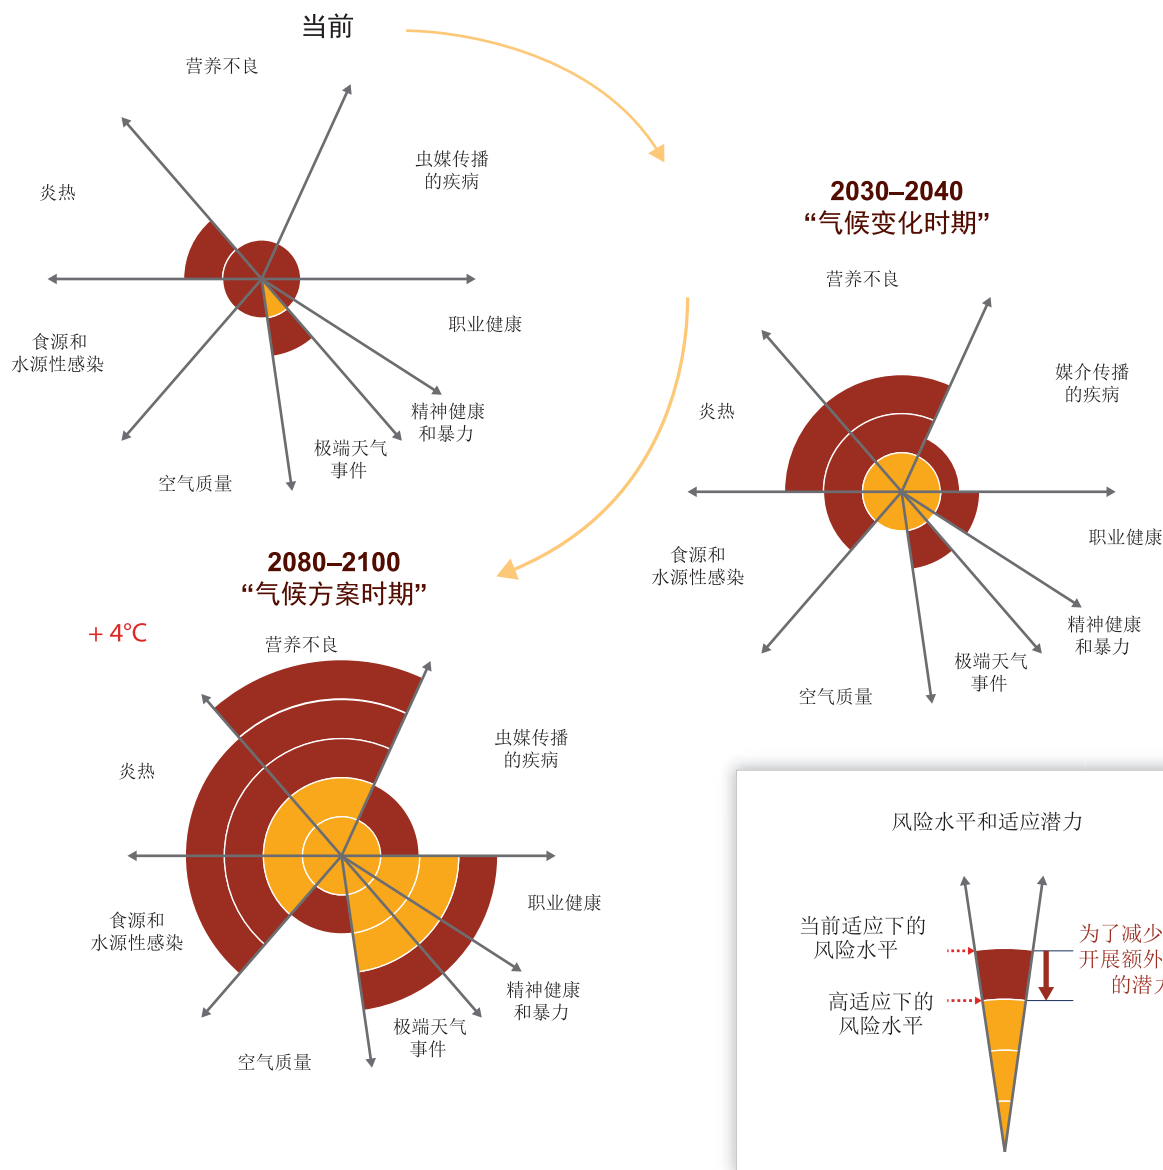 当前
营养不良
虫媒传播
的疾病
炎热
职业健康
食源和
水源性感染
精神健康
和暴力
极端天气
事件
空气质量
2030–2040
“气候变化时期”
营养不良
媒介传播
的疾病
炎热
职业健康
食源和
水源性感染
精神健康
和暴力
极端天气
事件
空气质量
2080–2100
“气候方案时期”
+ 4°C
营养不良
虫媒传播
的疾病
炎热
职业健康
食源和
水源性感染
精神健康
和暴力
极端天气
事件
空气质量
风险水平和适应潜力
当前适应下的
风险水平
高适应下的
风险水平
为了减少
开展额外
的潜